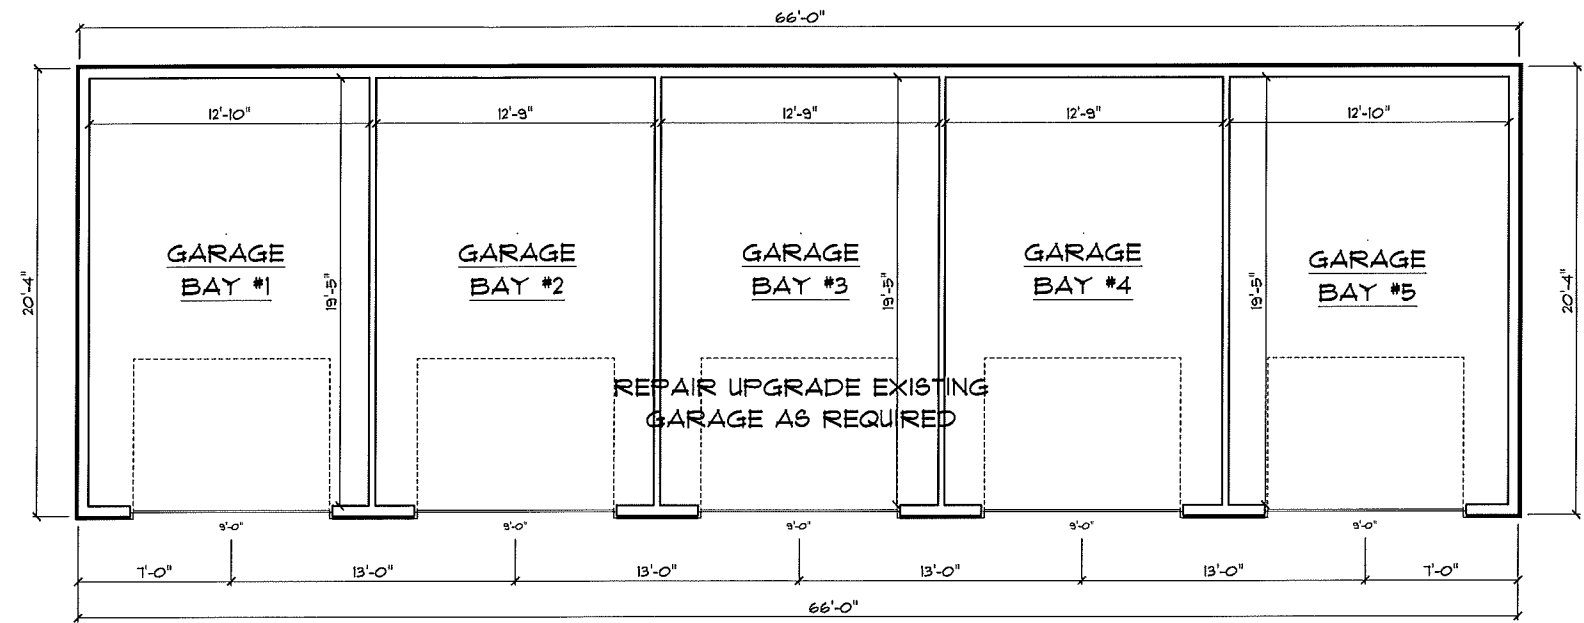 66'-0"
12'-10"
12'-9"
12'-9"
12'-9"
12'-10"
GARAGE
BAY #1
GARAGE
BAY #2
GARAGE
BAY #3
GARAGE
BAY #4
GARAGE
BAY #5
20'-4"
19'-5"
19'-5"
19'-5"
20'-4"
REPAIR UPGRADE EXISTING
GARAGE AS REQUIRED
9'-0"
9'-0"
9'-0"
9'-0"
9'-0"
7'-0"
13'-0"
13'-0"
13'-0"
13'-0"
7'-0"
66'-0"